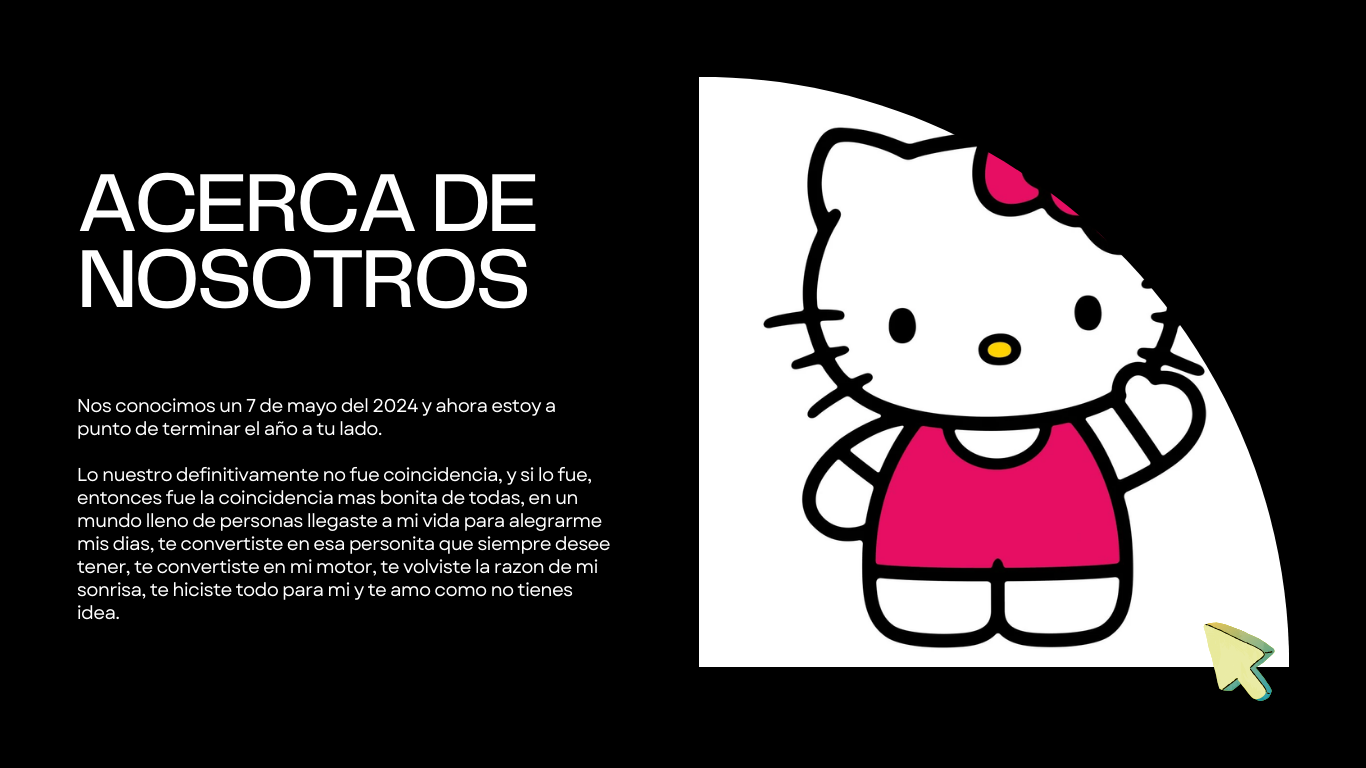 ACERCA DE
NOSOTROS
Nos conocimos un 7 de mayo del 2024 y ahora estoy a
punto de terminar el año a tu lado.
Lo nuestro definitivamente no fue coincidencia, y si lo fue,
entonces fue la coincidencia mas bonita de todas, en un
mundo lleno de personas llegaste a mi vida para alegrarme
mis dias, te convertiste en esa personita que siempre desee
tener, te convertiste en mi motor, te volviste la razon de mi
sonrisa, te hiciste todo para mi y te amo como no tienes
idea.